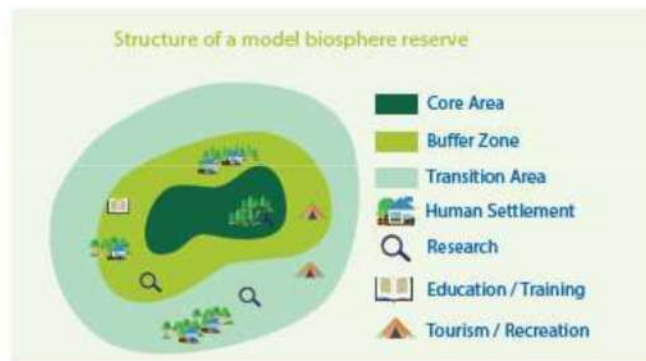 Structure of a model biosphere reserve
Core Area
Buffer Zone
Transition Area
Human Settlement
Research
Education / Training
Tourism / Recreation